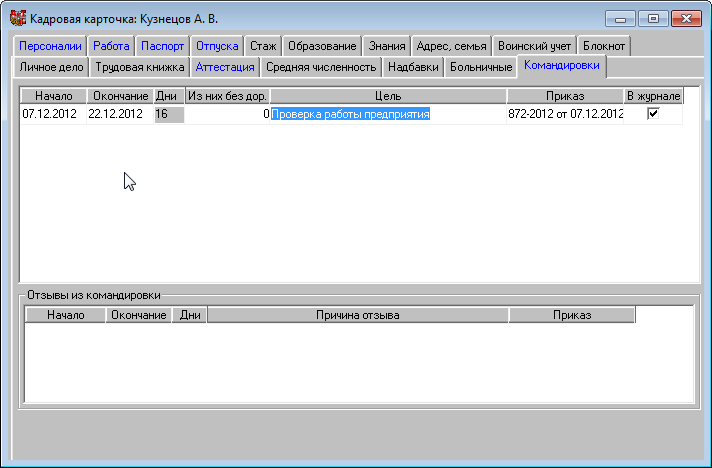 Кадровая карточка: Кузнецов А. В.
Персоналии Работа Паспорт Отпуска Стаж Образование Знания Адрес, семья Воинский учет Блокнот
Личное дело Трудовая книжка Аттестация Средняя численность Надбавки Больничные Командировки
Начало Окончание Дни Из них без дор. Цель Приказ В журнале
07.12.2012 22.12.2012 16 0 Проверка работы предприятия 872-2012 от 07.12.2012
Отзывы из командировки
Начало Окончание Дни Причина отзыва Приказ